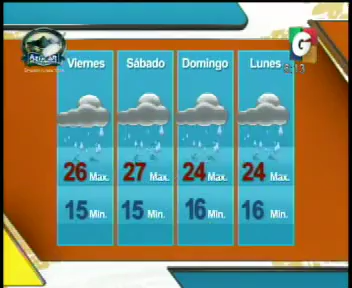 Viernes
Sábado
Domingo
Lunes
26 Max.
27 Max.
24 Max.
24 Max.
15 Min.
15 Min.
16 Min.
16 Min.
G